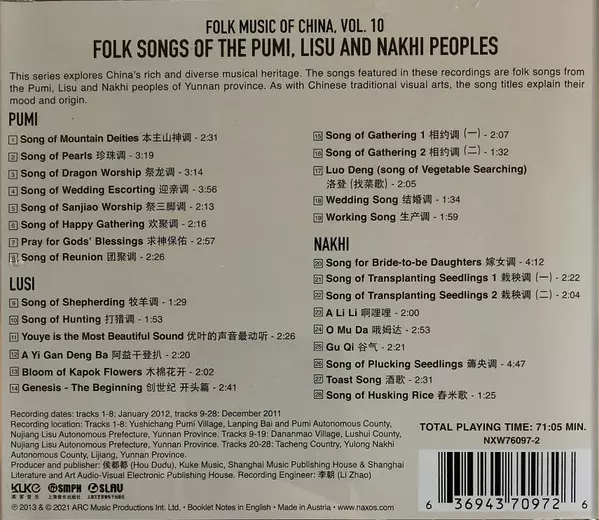 FOLK MUSIC OF CHINA, VOL. 10
FOLK SONGS OF THE PUMI, LISU AND NAKHI PEOPLES
This series explores China's rich and diverse musical heritage. The songs featured in these recordings are folk songs from
the Pumi, Lisu and Nakhi peoples of Yunnan province. As with Chinese traditional visual arts, the song titles explain their
mood and origin.
PUMI
1 Song of Mountain Deities 本主山神调 - 2:31
2 Song of Pearls 珍珠调 - 3:19
3 Song of Dragon Worship 祭龙调 - 3:14
4 Song of Wedding Escorting 迎亲调 - 3:56
5 Song of Sanjiao Worship 祭三脚调 - 2:13
6 Song of Happy Gathering 欢聚调 - 2:16
7 Pray for Gods' Blessings 求神保佑 - 2:57
8 Song of Reunion 团聚调 - 2:26
LUSI
9 Song of Shepherding 牧羊调 - 1:29
10 Song of Hunting 打猎调 - 1:53
11 Youye is the Most Beautiful Sound 优叶的声音最动听 - 2:26
12 A Yi Gan Deng Ba 阿益干登扒 - 2:20
13 Bloom of Kapok Flowers 木棉花开 - 2:02
14 Genesis - The Beginning 创世纪 开头篇 - 2:41
15 Song of Gathering 1 相约调 (一) - 2:07
16 Song of Gathering 2 相约调 (二) - 1:32
17 Luo Deng (song of Vegetable Searching)
洛登 (找菜歌) - 2:05
18 Wedding Song 结婚调 - 1:34
19 Working Song 生产调 - 1:59
NAKHI
20 Song for Bride-to-be Daughters 嫁女调 - 4:12
21 Song of Transplanting Seedlings 1 栽秧调 (一) - 2:22
22 Song of Transplanting Seedlings 2 栽秧调 (二) - 2:04
23 A Li Li 啊哩哩 - 2:00
24 O Mu Da 哦姆达 - 2:53
25 Gu Qi 谷气 - 2:21
26 Song of Plucking Seedlings 薅央调 - 4:47
27 Toast Song 酒歌 - 2:31
28 Song of Husking Rice 舂米歌 - 1:25
Recording dates: tracks 1-8: January 2012, tracks 9-28: December 2011
Recording location: Tracks 1-8: Yushichang Pumi Village, Lanping Bai and Pumi Autonomous County,
Nujiang Lisu Autonomous Prefecture, Yunnan Province. Tracks 9-19: Dananmao Village, Lushui County,
Nujiang Lisu Autonomous Prefecture, Yunnan Province. Tracks 20-28: Tacheng Country, Yulong Nakhi
Autonomous County, Lijiang, Yunnan Province.
Producer and publisher: 侯都都 (Hou Dudu), Kuke Music, Shanghai Music Publishing House & Shanghai
Literature and Art Audio-Visual Electronic Publishing House. Recording Engineer: 李朝 (Li Zhao)
TOTAL PLAYING TIME: 71:05 MIN.
NXW76097-2
KUKE SMPH SLAV
℗ 2013 & © 2021 ARC Music Productions Int. Ltd. • Booklet Notes in English • Made in Austria • www.naxos.com
6 36943 70972 6